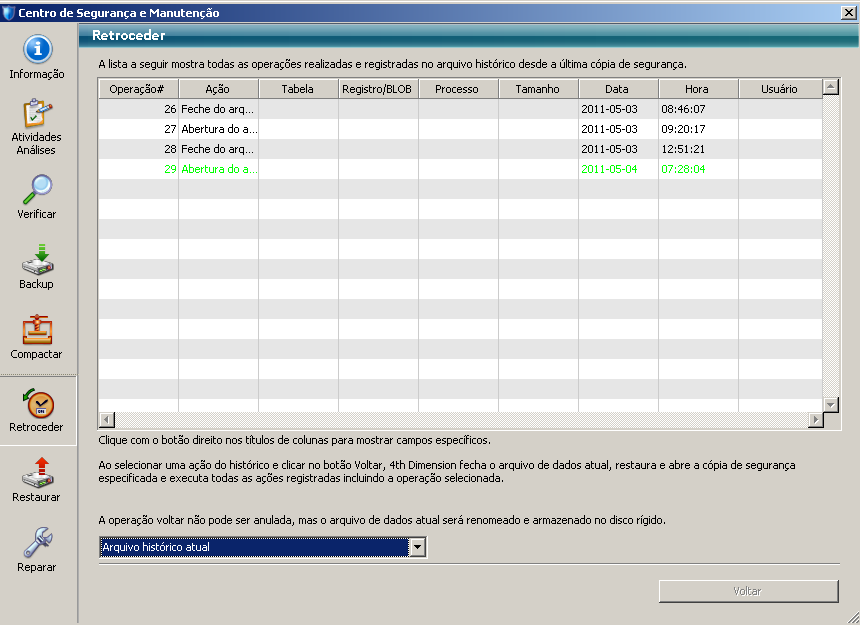 Centro de Segurança e Manutenção
Informação
Atividades
Análises
Verificar
Backup
Compactar
Retroceder
Restaurar
Reparar
Retroceder
A lista a seguir mostra todas as operações realizadas e registradas no arquivo histórico desde a última cópia de segurança.
Operação# Ação Tabela Registro/BLOB Processo Tamanho Data Hora Usuário
26 Feche do arq... 2011-05-03 08:46:07
27 Abertura do a... 2011-05-03 09:20:17
28 Feche do arq... 2011-05-03 12:51:21
29 Abertura do a... 2011-05-04 07:28:04
Clique com o botão direito nos títulos de colunas para mostrar campos específicos.
Ao selecionar uma ação do histórico e clicar no botão Voltar, 4th Dimension fecha o arquivo de dados atual, restaura e abre a cópia de segurança
especificada e executa todas as ações registradas incluindo a operação selecionada.
A operação voltar não pode ser anulada, mas o arquivo de dados atual será renomeado e armazenado no disco rígido.
Arquivo histórico atual
Voltar